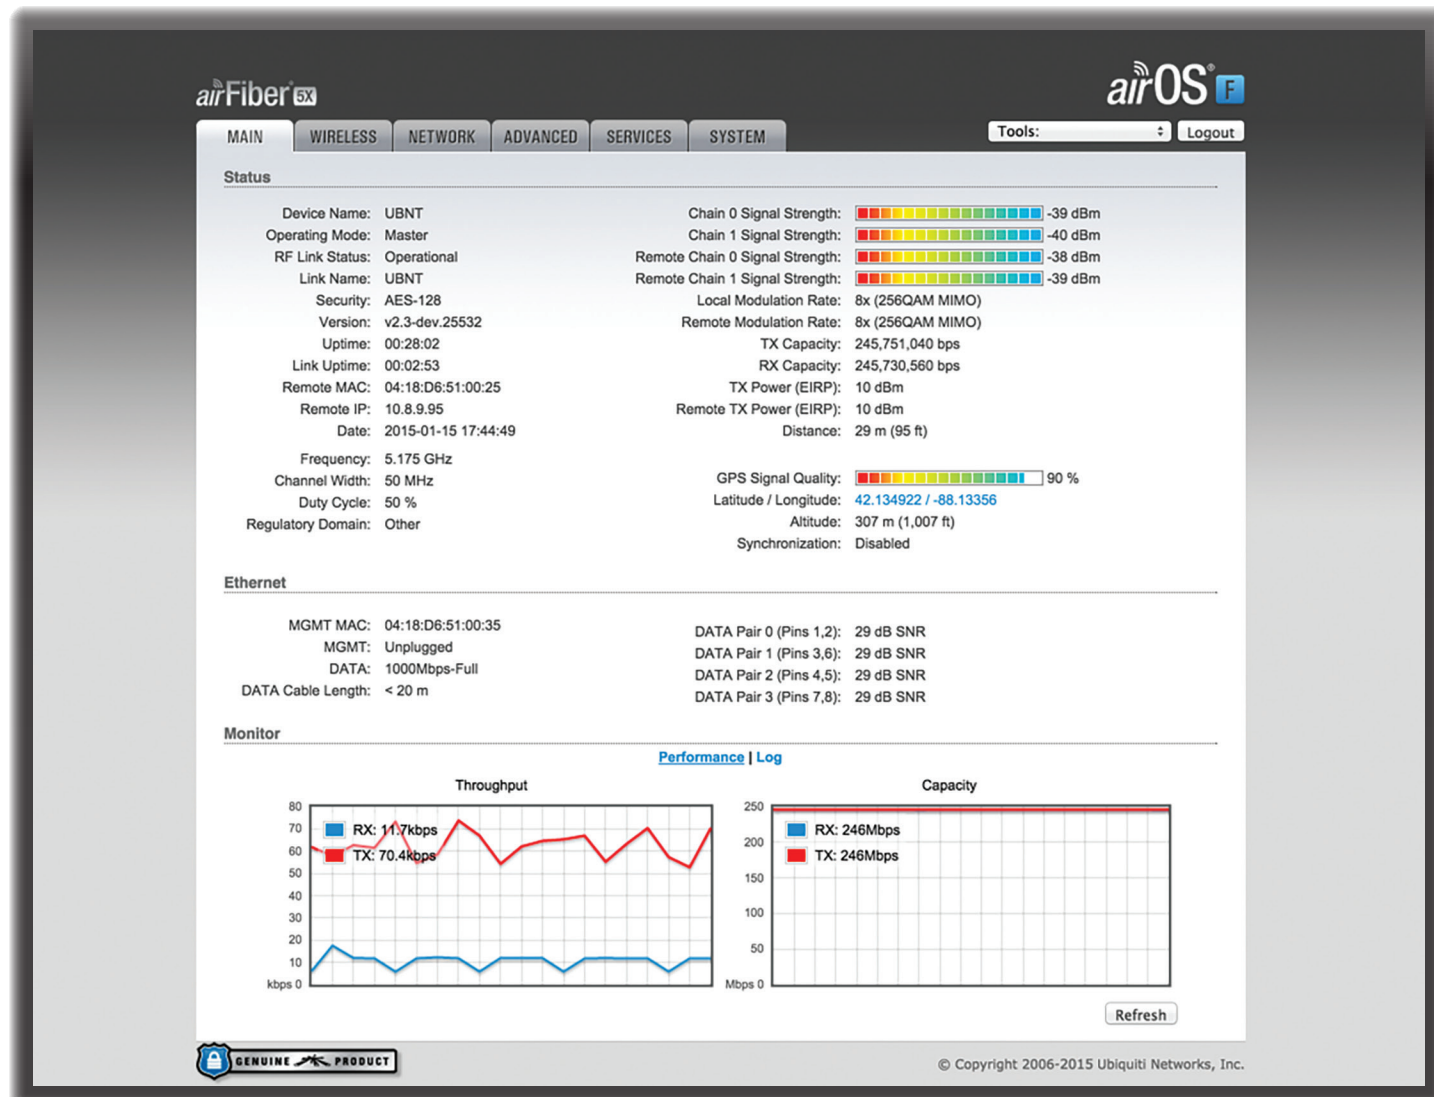 airFiber 5X
airOS® F
MAIN WIRELESS NETWORK ADVANCED SERVICES SYSTEM Tools: Logout
Status
Device Name: UBNT
Operating Mode: Master
RF Link Status: Operational
Link Name: UBNT
Security: AES-128
Version: v2.3-dev.25532
Uptime: 00:28:02
Link Uptime: 00:02:53
Remote MAC: 04:18:D6:51:00:25
Remote IP: 10.8.9.95
Date: 2015-01-15 17:44:49
Frequency: 5.175 GHz
Channel Width: 50 MHz
Duty Cycle: 50 %
Regulatory Domain: Other
Chain 0 Signal Strength: -39 dBm
Chain 1 Signal Strength: -40 dBm
Remote Chain 0 Signal Strength: -38 dBm
Remote Chain 1 Signal Strength: -39 dBm
Local Modulation Rate: 8x (256QAM MIMO)
Remote Modulation Rate: 8x (256QAM MIMO)
TX Capacity: 245,751,040 bps
RX Capacity: 245,730,560 bps
TX Power (EIRP): 10 dBm
Remote TX Power (EIRP): 10 dBm
Distance: 29 m (95 ft)
GPS Signal Quality: 90 %
Latitude / Longitude: 42.134922 / -88.13356
Altitude: 307 m (1,007 ft)
Synchronization: Disabled
Ethernet
MGMT MAC: 04:18:D6:51:00:35
MGMT: Unplugged
DATA: 1000Mbps-Full
DATA Cable Length: < 20 m
DATA Pair 0 (Pins 1,2): 29 dB SNR
DATA Pair 1 (Pins 3,6): 29 dB SNR
DATA Pair 2 (Pins 4,5): 29 dB SNR
DATA Pair 3 (Pins 7,8): 29 dB SNR
Monitor
Performance | Log
Throughput
80
70
60
50
40
30
20
10
kbps 0
RX: 11.7kbps
TX: 70.4kbps
Capacity
250
200
150
100
50
Mbps 0
RX: 246Mbps
TX: 246Mbps
Refresh
GENUINE PRODUCT
© Copyright 2006-2015 Ubiquiti Networks, Inc.